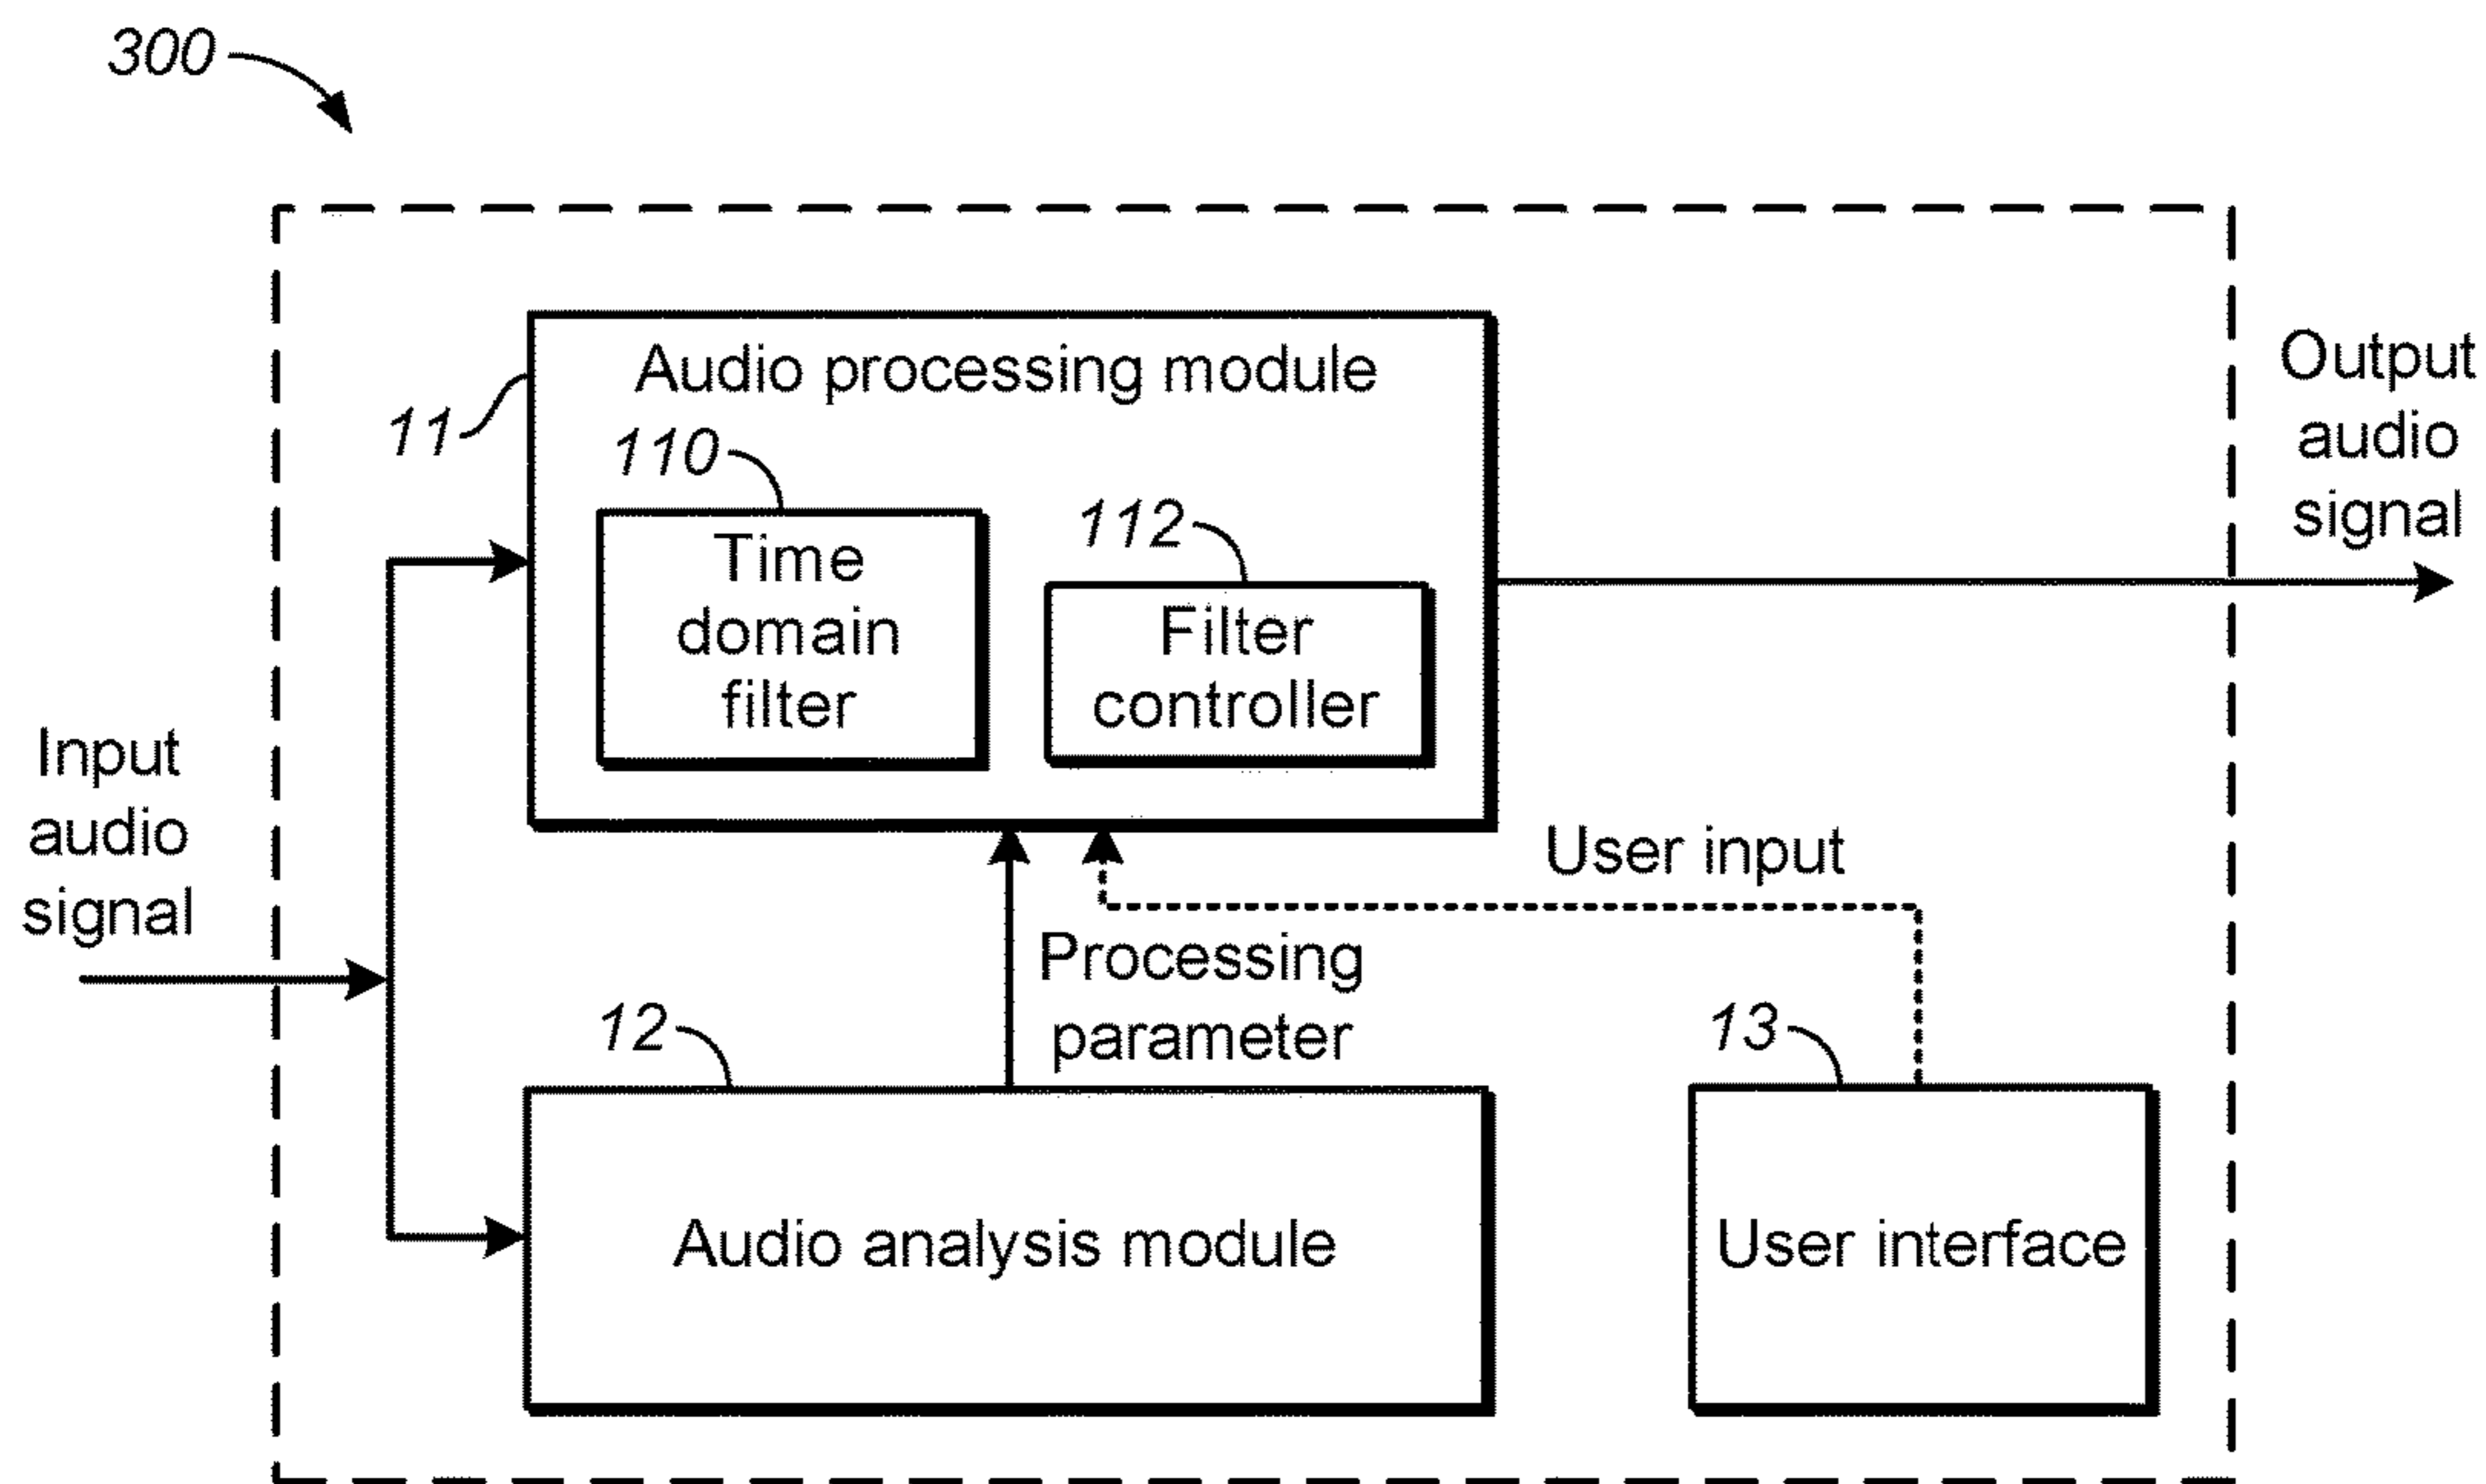 300
Audio processing module
11
110
Time
domain
filter
112
Filter
controller
Output
audio
signal
Input
audio
signal
User input
Processing
parameter
12
Audio analysis module
13
User interface